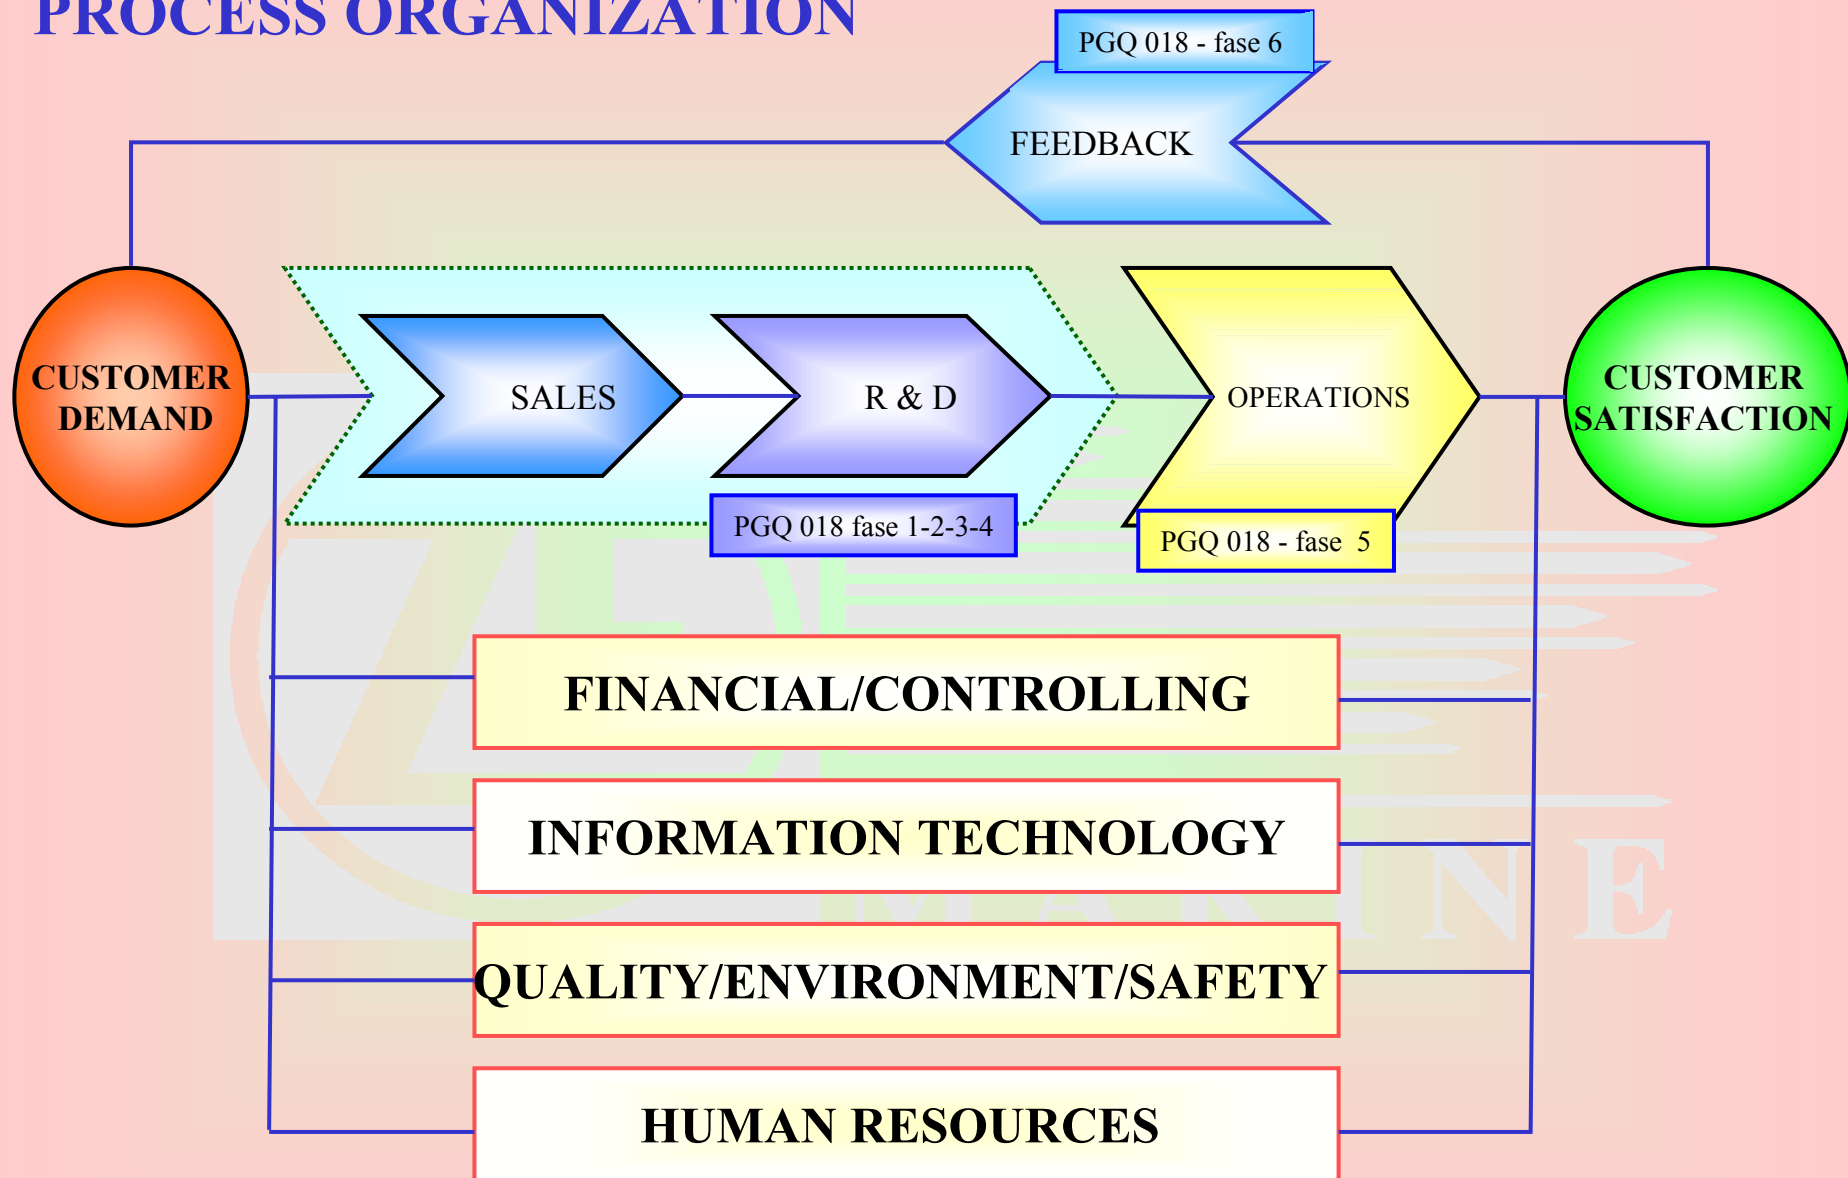 PROCESS ORGANIZATION
PGQ 018 - fase 6
FEEDBACK
CUSTOMER
DEMAND
SALES
R & D
OPERATIONS
CUSTOMER
SATISFACTION
PGQ 018 fase 1-2-3-4
PGQ 018 - fase 5
FINANCIAL/CONTROLLING
INFORMATION TECHNOLOGY
QUALITY/ENVIRONMENT/SAFETY
HUMAN RESOURCES
MARINE